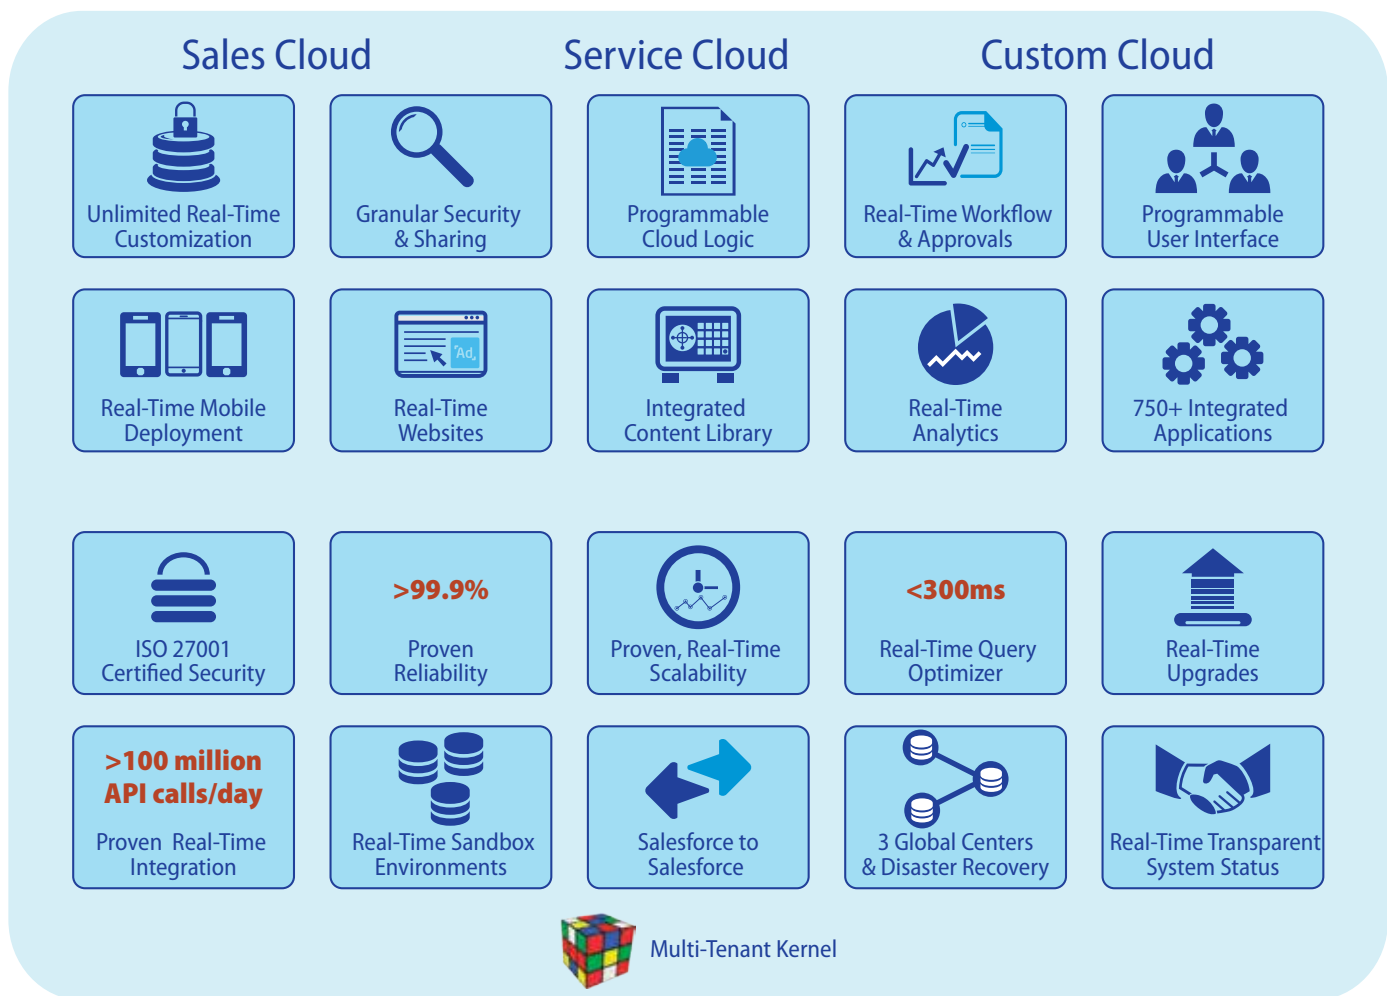 Sales Cloud
Service Cloud
Custom Cloud
Unlimited Real-Time
Customization
Granular Security
& Sharing
Programmable
Cloud Logic
Real-Time Workflow
& Approvals
Programmable
User Interface
Real-Time Mobile
Deployment
Ad
Real-Time
Websites
Integrated
Content Library
Real-Time
Analytics
750+ Integrated
Applications
ISO 27001
Certified Security
>99.9%
Proven
Reliability
Proven, Real-Time
Scalability
<300ms
Real-Time Query
Optimizer
Real-Time
Upgrades
>100 million
API calls/day
Proven Real-Time
Integration
Real-Time Sandbox
Environments
Salesforce to
Salesforce
3 Global Centers
& Disaster Recovery
Real-Time Transparent
System Status
Multi-Tenant Kernel